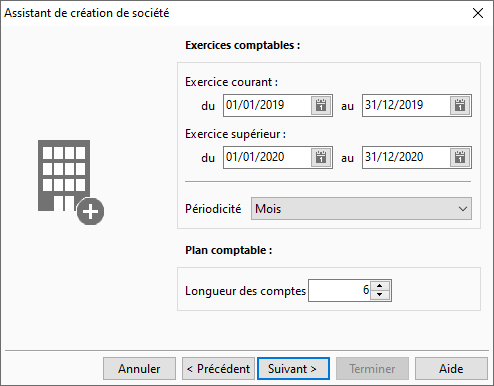 Assistant de création de société
Exercices comptables :
Exercice courant :
du 01/01/2019 au 31/12/2019
Exercice supérieur :
du 01/01/2020 au 31/12/2020
Périodicité Mois
Plan comptable :
Longueur des comptes 6
Annuler < Précédent Suivant > Terminer Aide